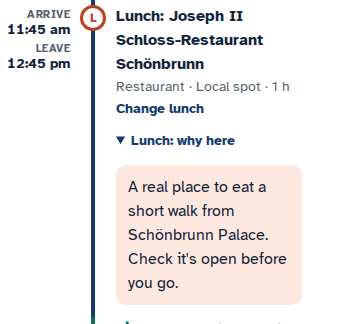 ARRIVE
11:45 am
LEAVE
12:45 pm
L
Lunch: Joseph II
Schloss-Restaurant
Schönbrunn
Restaurant · Local spot · 1 h
Change lunch
▼ Lunch: why here
A real place to eat a
short walk from
Schönbrunn Palace.
Check it's open before
you go.